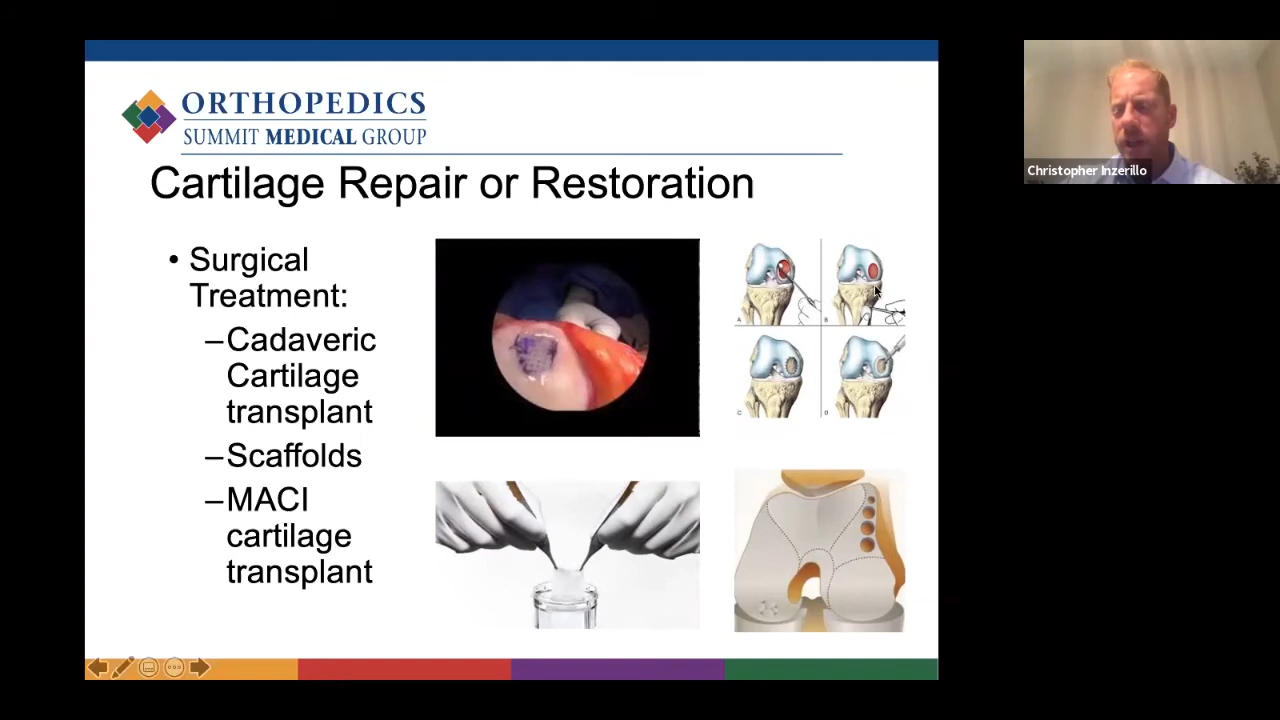 ORTHOPEDICS
SUMMIT MEDICAL GROUP
Cartilage Repair or Restoration
• Surgical
Treatment:
–Cadaveric
Cartilage
transplant
–Scaffolds
–MACI
cartilage
transplant
A
B
C
D
Christopher Inzerillo